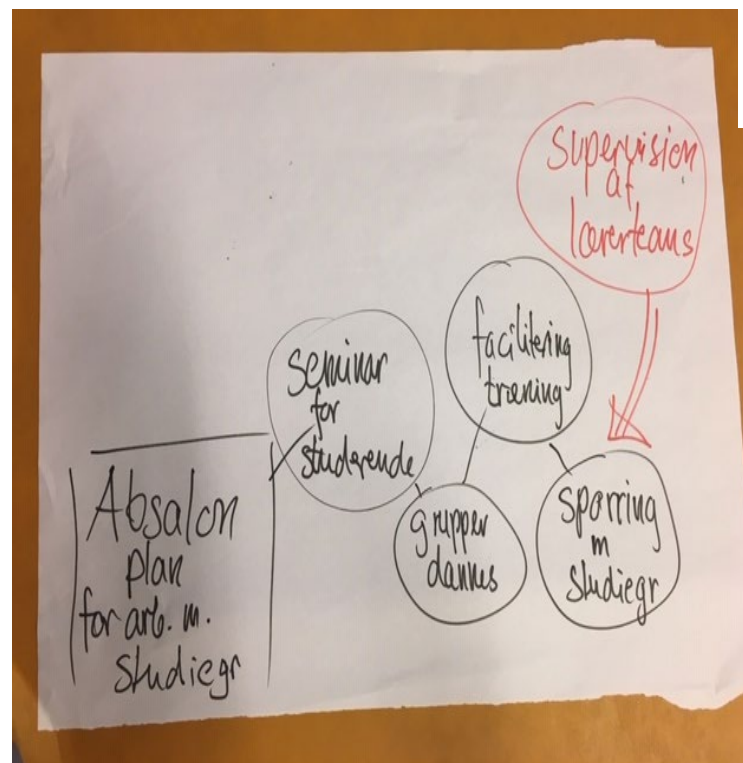 Supervision
af
lærerteams
facilitering
træning
Seminar
for
studerende
grupper
dannes
sparring
m
studiegr
Absalon
plan
for arb. m.
studiegr